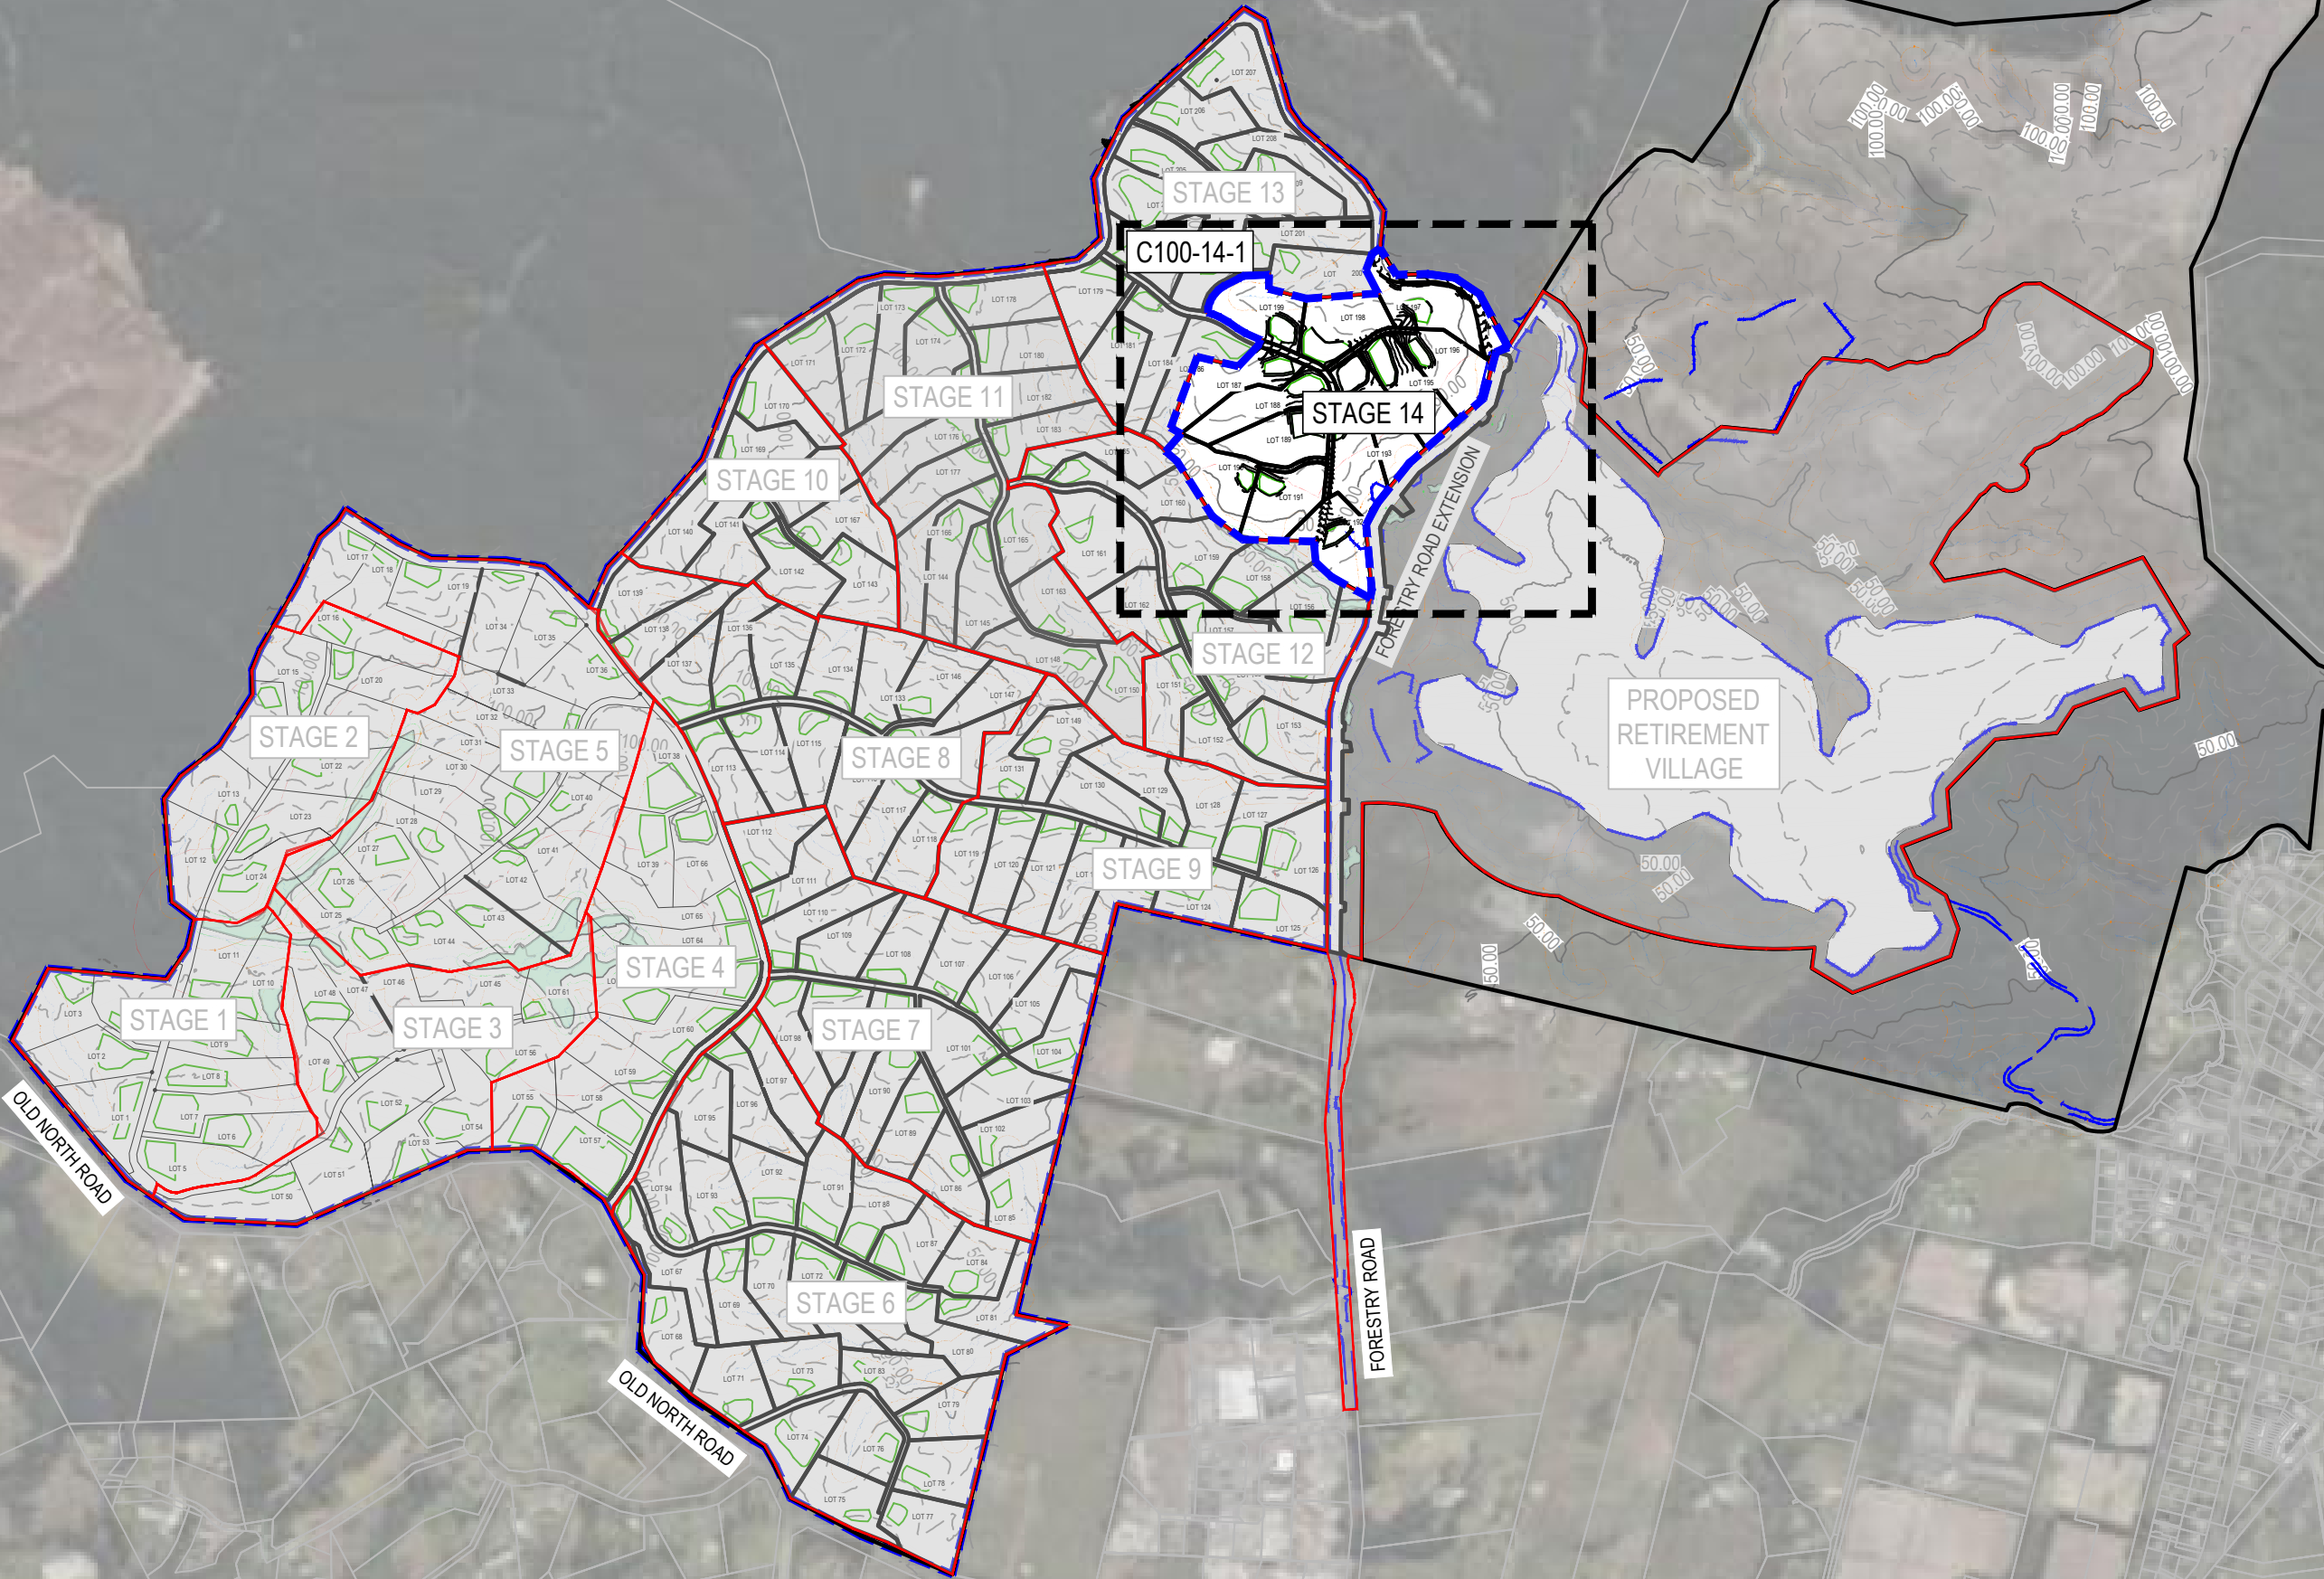 LOT 207
LOT 206
LOT 208
STAGE 13
LOT 201
C100-14-1
LOT 179
LOT 178
LOT 173
LOT 172
LOT 174
LOT 171
LOT 180
LOT 181
LOT 184
LOT 199
LOT 198
LOT 196
LOT 195
LOT 187
LOT 188
LOT 189
STAGE 14
LOT 193
LOT 191
STAGE 11
LOT 182
LOT 183
LOT 170
LOT 169
LOT 176
LOT 177
STAGE 10
LOT 167
LOT 166
LOT 165
LOT 160
LOT 161
LOT 159
LOT 158
LOT 156
LOT 140
LOT 141
LOT 142
LOT 143
LOT 144
LOT 145
LOT 163
LOT 162
STAGE 12
FORESTRY ROAD EXTENSION
LOT 139
LOT 138
LOT 137
LOT 136
LOT 135
LOT 134
LOT 133
LOT 146
LOT 147
LOT 148
LOT 149
LOT 150
LOT 151
LOT 152
LOT 153
LOT 17
LOT 18
LOT 19
LOT 16
LOT 34
LOT 35
LOT 36
LOT 15
LOT 20
LOT 33
LOT 32
LOT 31
LOT 30
STAGE 2
STAGE 5
LOT 38
LOT 22
LOT 13
LOT 23
LOT 29
LOT 28
LOT 40
LOT 27
LOT 41
LOT 12
LOT 24
LOT 26
LOT 42
LOT 39
LOT 66
LOT 25
LOT 43
LOT 44
LOT 65
LOT 64
LOT 113
LOT 114
LOT 115
STAGE 8
LOT 131
LOT 130
LOT 129
LOT 128
LOT 127
LOT 117
LOT 118
LOT 119
LOT 120
LOT 121
LOT 112
LOT 111
STAGE 9
LOT 126
LOT 124
LOT 125
LOT 110
LOT 109
LOT 108
LOT 107
LOT 106
LOT 105
PROPOSED
RETIREMENT
VILLAGE
STAGE 4
LOT 11
LOT 10
LOT 48
LOT 47
LOT 46
LOT 45
LOT 61
LOT 60
LOT 3
STAGE 1
STAGE 3
STAGE 7
LOT 2
LOT 9
LOT 8
LOT 7
LOT 6
LOT 5
LOT 1
LOT 49
LOT 52
LOT 53
LOT 54
LOT 55
LOT 56
LOT 57
LOT 58
LOT 59
LOT 51
LOT 50
OLD NORTH ROAD
LOT 98
LOT 97
LOT 96
LOT 95
LOT 101
LOT 104
LOT 103
LOT 102
LOT 90
LOT 89
LOT 92
LOT 91
LOT 94
LOT 93
LOT 86
LOT 85
LOT 88
LOT 87
LOT 84
LOT 67
LOT 72
LOT 70
LOT 69
LOT 68
STAGE 6
LOT 81
LOT 80
LOT 83
LOT 73
LOT 71
LOT 79
LOT 74
LOT 76
LOT 75
LOT 78
LOT 77
OLD NORTH ROAD
FORESTRY ROAD
100.00
100.00
100.00
50.00
50.00
50.00
50.00
50.00
50.00